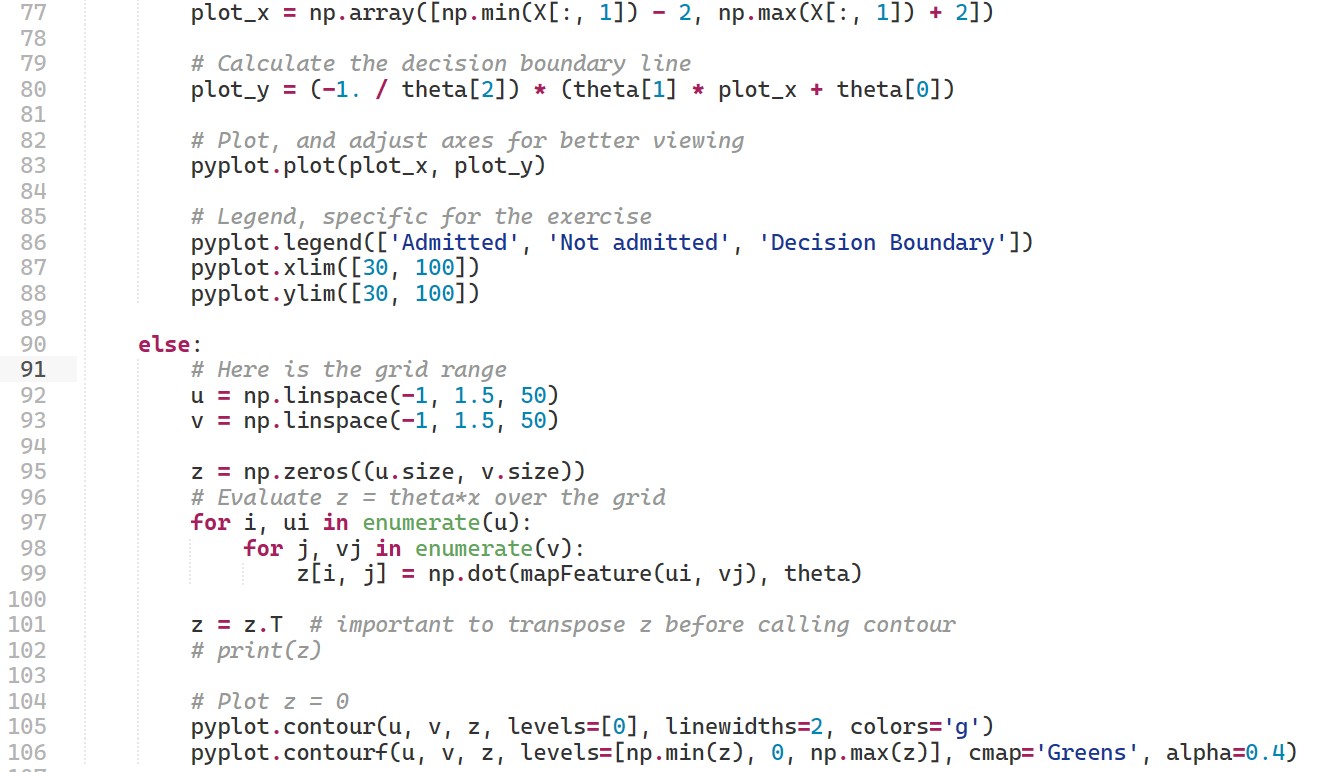 77 plot_x = np.array([np.min(X[:, 1]) - 2, np.max(X[:, 1]) + 2])
78
79 # Calculate the decision boundary line
80 plot_y = (-1. / theta[2]) * (theta[1] * plot_x + theta[0])
81
82 # Plot, and adjust axes for better viewing
83 pyplot.plot(plot_x, plot_y)
84
85 # Legend, specific for the exercise
86 pyplot.legend(['Admitted', 'Not admitted', 'Decision Boundary'])
87 pyplot.xlim([30, 100])
88 pyplot.ylim([30, 100])
89
90 else:
91 # Here is the grid range
92 u = np.linspace(-1, 1.5, 50)
93 v = np.linspace(-1, 1.5, 50)
94
95 z = np.zeros((u.size, v.size))
96 # Evaluate z = theta*x over the grid
97 for i, ui in enumerate(u):
98 for j, vj in enumerate(v):
99 z[i, j] = np.dot(mapFeature(ui, vj), theta)
100
101 z = z.T  # important to transpose z before calling contour
102 # print(z)
103
104 # Plot z = 0
105 pyplot.contour(u, v, z, levels=[0], linewidths=2, colors='g')
106 pyplot.contourf(u, v, z, levels=[np.min(z), 0, np.max(z)], cmap='Greens', alpha=0.4)
107